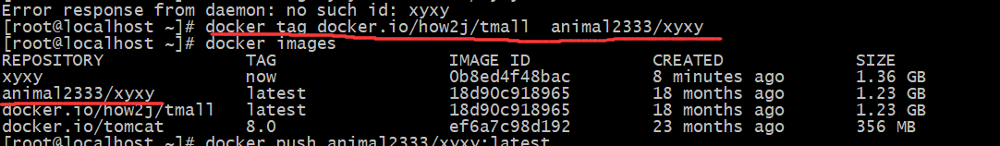 Error response from daemon: no such id: xyxy
[root@localhost ~]# docker tag docker.io/how2j/tmall  animal2333/xyxy
[root@localhost ~]# docker images
REPOSITORY TAG IMAGE ID CREATED SIZE
xyxy now 0b8ed4f48bac 8 minutes ago 1.36 GB
animal2333/xyxy latest 18d90c918965 18 months ago 1.23 GB
docker.io/how2j/tmall latest 18d90c918965 18 months ago 1.23 GB
docker.io/tomcat 8.0 ef6a7c98d192 23 months ago 356 MB
[root@localhost ~]# docker push animal2333/xyxy:latest